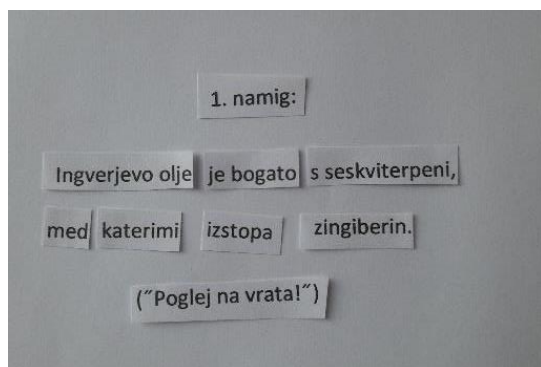 1. namig:
Ingverjevo olje je bogato s seskviterpeni,
med katerimi izstopa zingiberin.
(˝Poglej na vrata!˝)